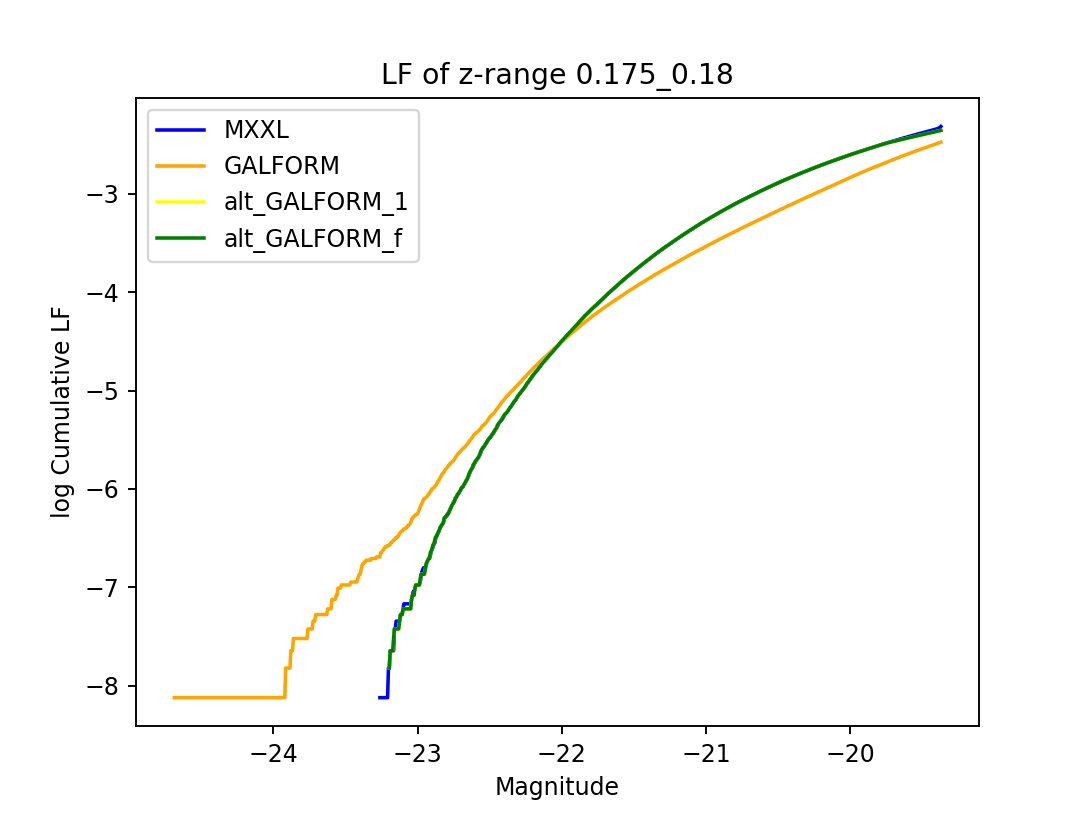 LF of z-range 0.175_0.18
MXXL
GALFORM
alt_GALFORM_1
alt_GALFORM_f
−3
−4
−5
−6
−7
−8
log Cumulative LF
−24
−23
−22
−21
−20
Magnitude